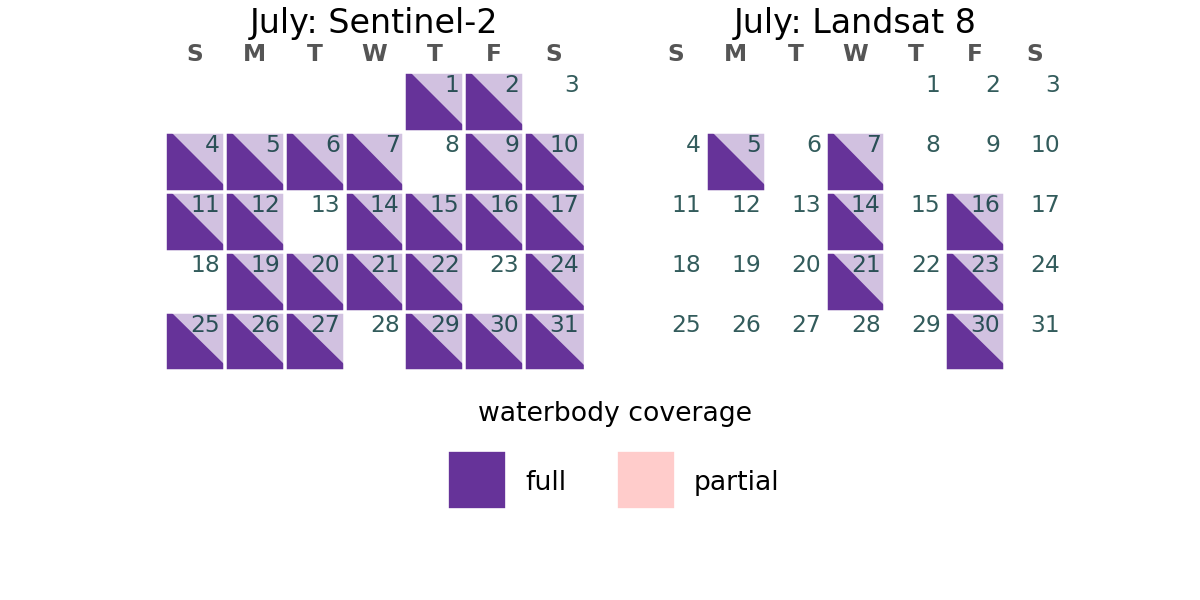 July: Sentinel-2
S M T W T F S
1 2 3
4 5 6 7 8 9 10
11 12 13 14 15 16 17
18 19 20 21 22 23 24
25 26 27 28 29 30 31
July: Landsat 8
S M T W T F S
1 2 3
4 5 6 7 8 9 10
11 12 13 14 15 16 17
18 19 20 21 22 23 24
25 26 27 28 29 30 31
waterbody coverage
full partial